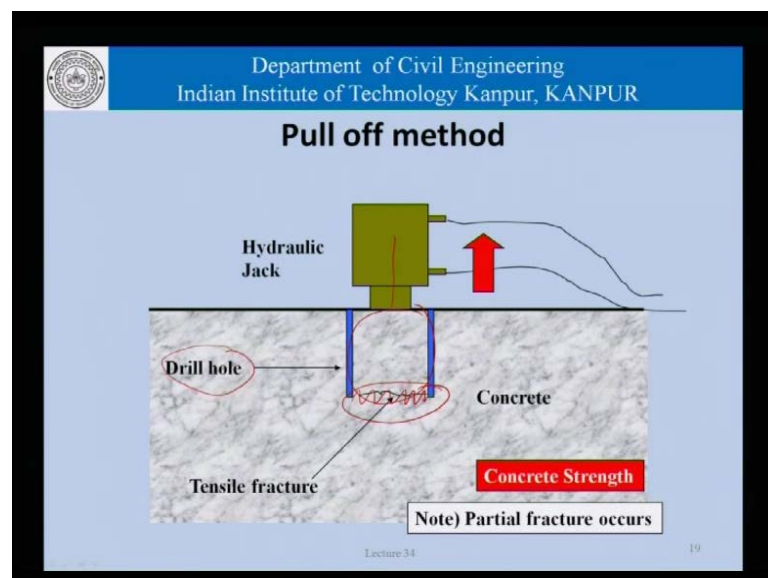 Department of Civil Engineering
Indian Institute of Technology Kanpur, KANPUR
Pull off method
Hydraulic
Jack
Drill hole
Concrete
Tensile fracture
Concrete Strength
Note) Partial fracture occurs
Lecture 34
19